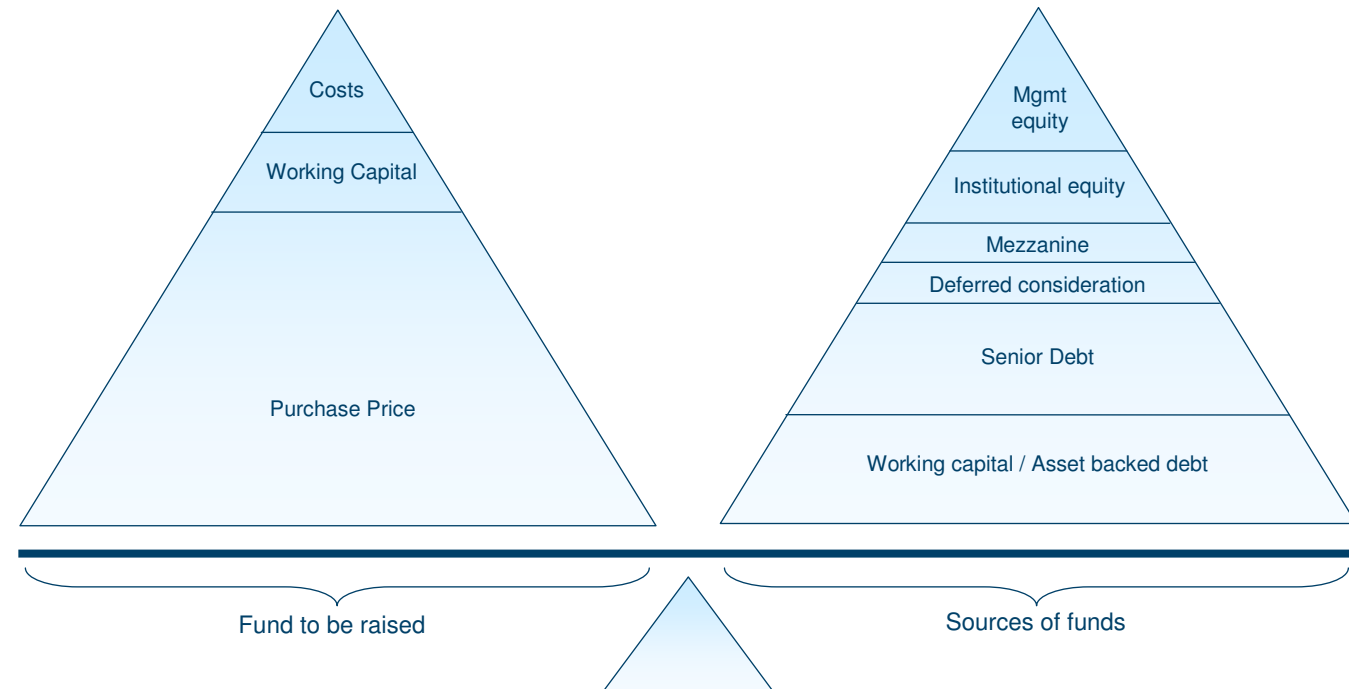 Costs
Working Capital
Purchase Price
Fund to be raised
Mgmt
equity
Institutional equity
Mezzanine
Deferred consideration
Senior Debt
Working capital / Asset backed debt
Sources of funds